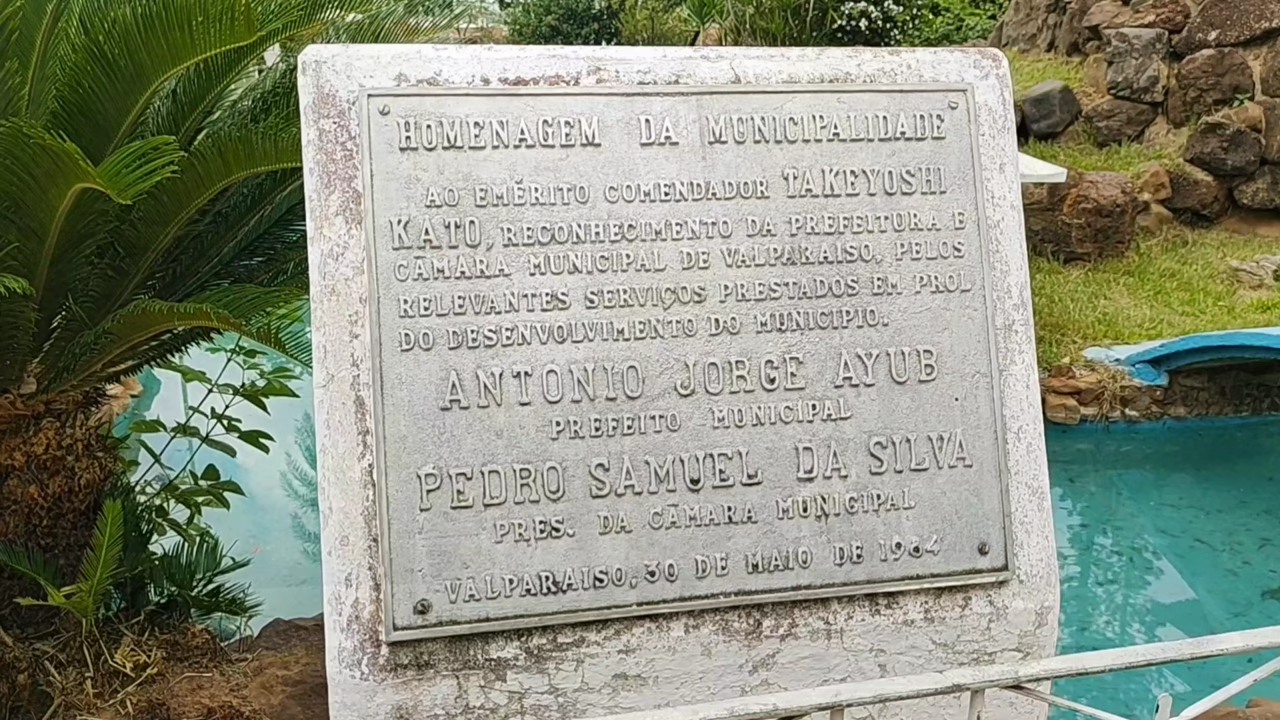 HOMENAGEM DA MUNICIPALIDADE
AO EMÉRITO COMENDADOR TAKEYOSHI
KATO, RECONHECIMENTO DA PREFEITURA E
CÂMARA MUNICIPAL DE VALPARAISO, PELOS
RELEVANTES SERVIÇOS PRESTADOS EM PROL
DO DESENVOLVIMENTO DO MUNICIPIO.
ANTONIO JORGE AYUB
PREFEITO MUNICIPAL
PEDRO SAMUEL DA SILVA
PRES. DA CÂMARA MUNICIPAL
VALPARAISO, 30 DE MAIO DE 1984